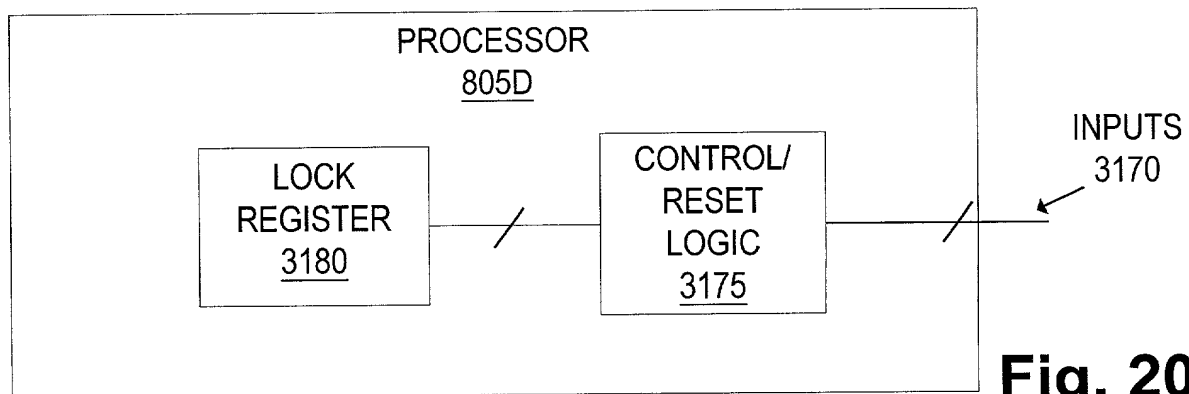 PROCESSOR
805D
LOCK
REGISTER
3180
CONTROL/
RESET
LOGIC
3175
INPUTS
3170
Fig. 20